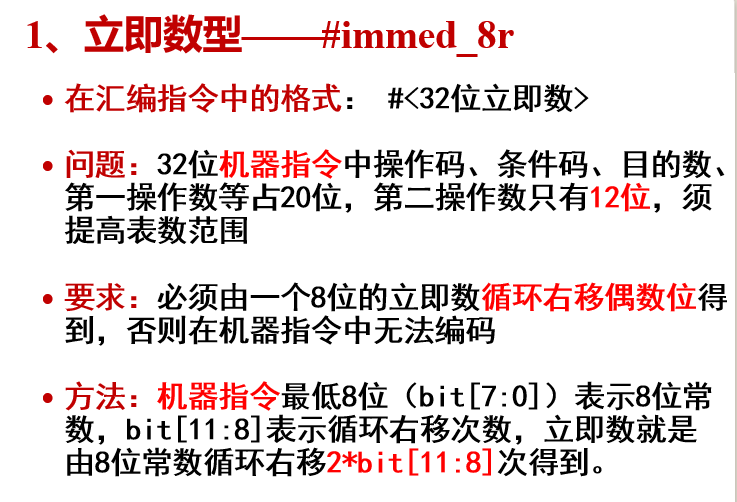 1、立即数型——#immed_8r
• 在汇编指令中的格式： #<32位立即数>
• 问题：32位机器指令中操作码、条件码、目的数、
第一操作数等占20位，第二操作数只有12位，须
提高表数范围
• 要求：必须由一个8位的立即数循环右移偶数位得
到，否则在机器指令中无法编码
• 方法：机器指令最低8位（bit[7:0]）表示8位常
数，bit[11:8]表示循环右移次数，立即数就是
由8位常数循环右移2*bit[11:8]次得到。